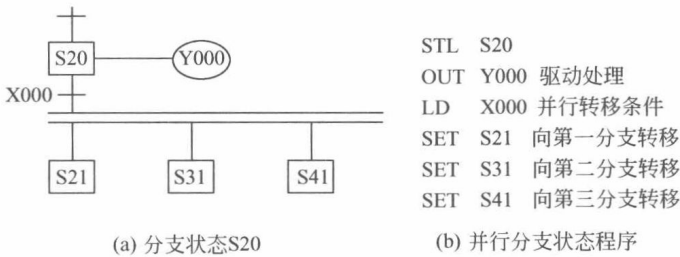 S20
Y000
X000
S21
S31
S41
(a) 分支状态S20
STL S20
OUT Y000 驱动处理
LD X000 并行转移条件
SET S21 向第一分支转移
SET S31 向第二分支转移
SET S41 向第三分支转移
(b) 并行分支状态程序